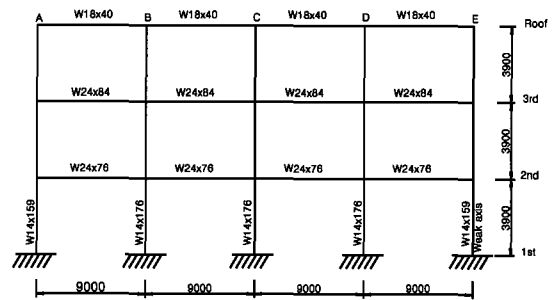 A B C D E
W18x40 W18x40 W18x40 W18x40 Roof
3900
W24x84 W24x84 W24x84 W24x84 3rd
3900
W24x76 W24x76 W24x76 W24x76 2nd
W14x159 W14x176 W14x176 W14x176 W14x159 Weak axis 3900
1st
9000 9000 9000 9000